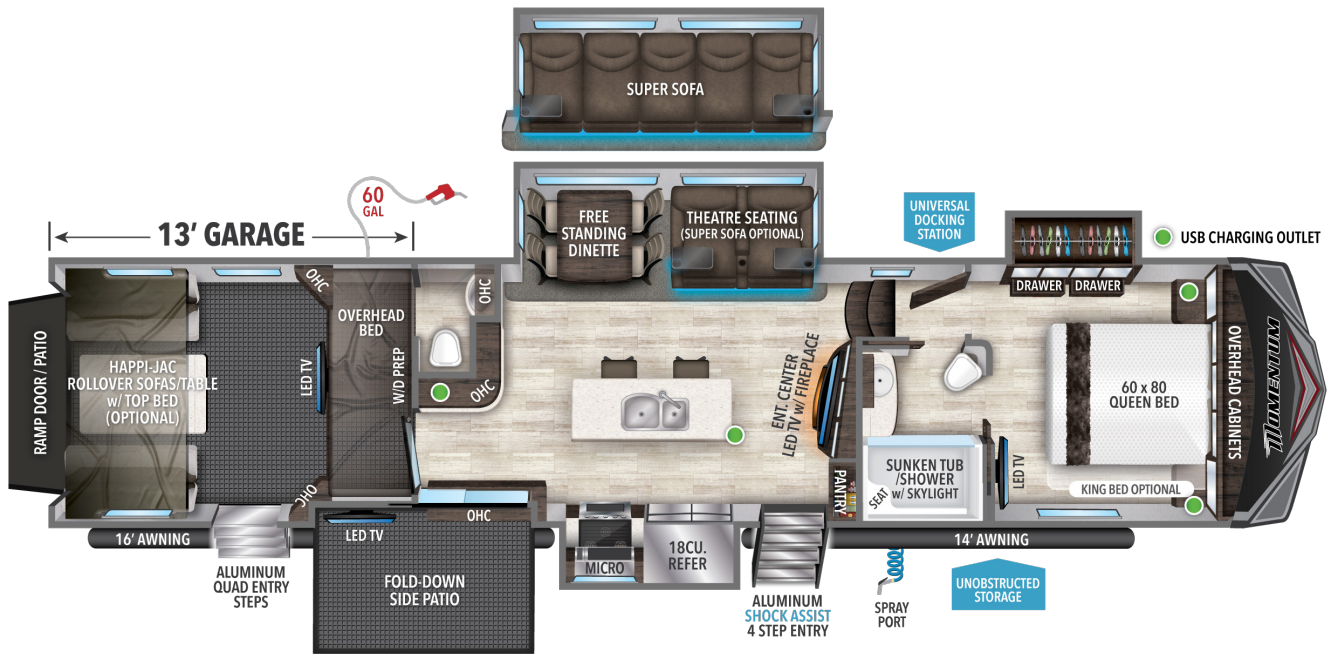 SUPER SOFA
60
GAL
13' GARAGE
FREE
STANDING
DINETTE
THEATRE SEATING
(SUPER SOFA OPTIONAL)
UNIVERSAL
DOCKING
STATION
USB CHARGING OUTLET
RAMP DOOR / PATIO
HAPPI-JAC
ROLLOVER SOFAS/TABLE
w/ TOP BED
(OPTIONAL)
OHC
LED TV
OVERHEAD
BED
W/D PREP
OHC
OHC
OHC
ENT. CENTER
LED TV w/ FIREPLACE
PANTRY
SEAT
SUNKEN TUB
/SHOWER
w/ SKYLIGHT
LED TV
DRAWER
DRAWER
60 x 80
QUEEN BED
KING BED OPTIONAL
OVERHEAD CABINETS
MOMENTUM
16' AWNING
ALUMINUM
QUAD ENTRY
STEPS
LED TV
OHC
FOLD-DOWN
SIDE PATIO
MICRO
18CU.
REFER
ALUMINUM
SHOCK ASSIST
4 STEP ENTRY
14' AWNING
SPRAY
PORT
UNOBSTRUCTED
STORAGE